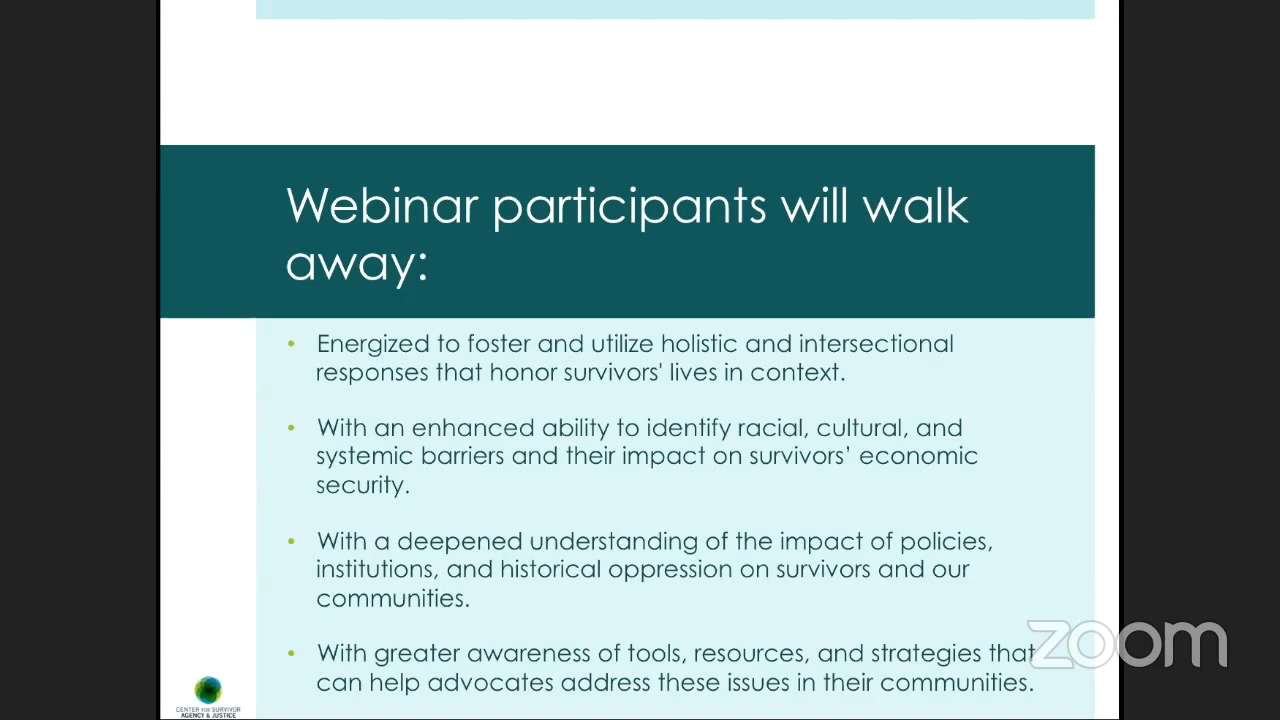 Webinar participants will walk
away:
• Energized to foster and utilize holistic and intersectional
responses that honor survivors' lives in context.
• With an enhanced ability to identify racial, cultural, and
systemic barriers and their impact on survivors’ economic
security.
• With a deepened understanding of the impact of policies,
institutions, and historical oppression on survivors and our
communities.
• With greater awareness of tools, resources, and strategies that
can help advocates address these issues in their communities.
zoom
CENTER FOR SURVIVOR
AGENCY & JUSTICE